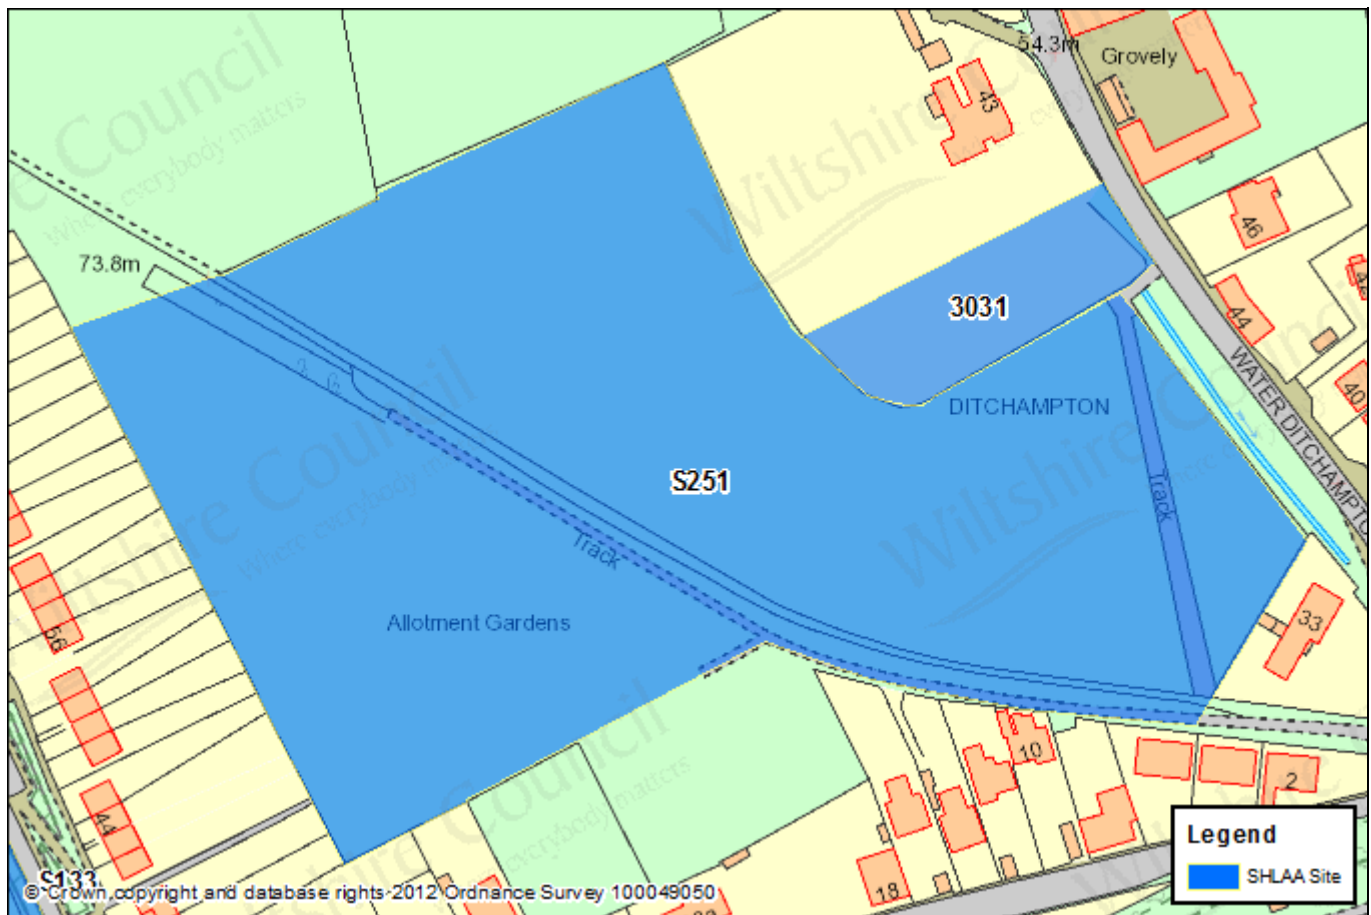 Wiltshire Council
Where everybody matters
54.3m
Grovely
43
46
73.8m
3031
44
42
DITCHAMPTON
WATER DITCHAMPTO
40
S251
Track
Track
Allotment Gardens
33
56
10
2
44
18
Legend
SHLAA Site
S133
© Crown copyright and database rights 2012 Ordnance Survey 100049050